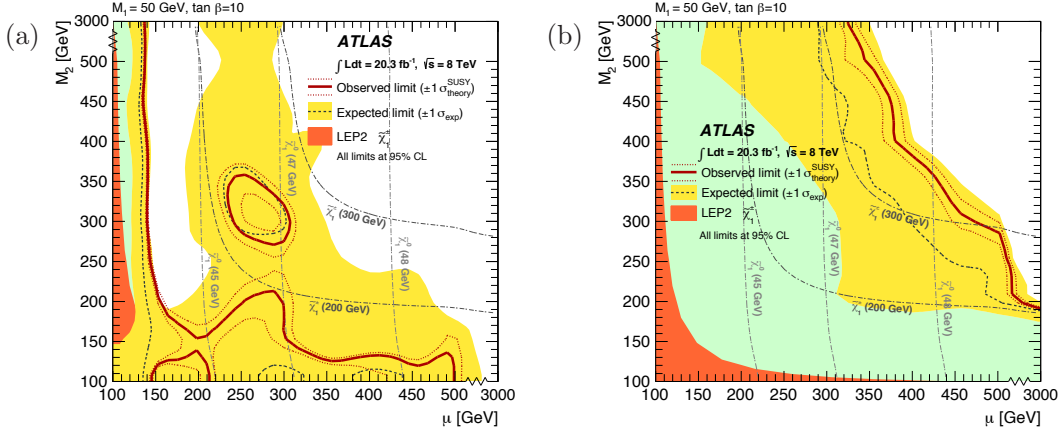 (a)
M₁ = 50 GeV, tan β=10
M₂ [GeV]
3000
500
450
400
350
300
250
200
150
100
ATLAS
∫ Ldt = 20.3 fb⁻¹, √s = 8 TeV
Observed limit (±1 σ_theory^SUSY)
Expected limit (±1 σ_exp)
LEP2 χ̃₁⁺
All limits at 95% CL
χ̃₁⁰ (47 GeV)
χ̃₁⁺ (300 GeV)
χ̃₁⁰ (45 GeV)
χ̃₁⁰ (48 GeV)
χ̃₁⁺ (200 GeV)
100 150 200 250 300 350 400 450 500 3000
μ [GeV]
(b)
M₁ = 50 GeV, tan β=10
M₂ [GeV]
3000
500
450
400
350
300
250
200
150
100
ATLAS
∫ Ldt = 20.3 fb⁻¹, √s = 8 TeV
Observed limit (±1 σ_theory^SUSY)
Expected limit (±1 σ_exp)
LEP2 χ̃₁⁺
All limits at 95% CL
χ̃₁⁺ (300 GeV)
χ̃₁⁰ (47 GeV)
χ̃₁⁰ (45 GeV)
χ̃₁⁰ (48 GeV)
χ̃₁⁺ (200 GeV)
100 150 200 250 300 350 400 450 500 3000
μ [GeV]